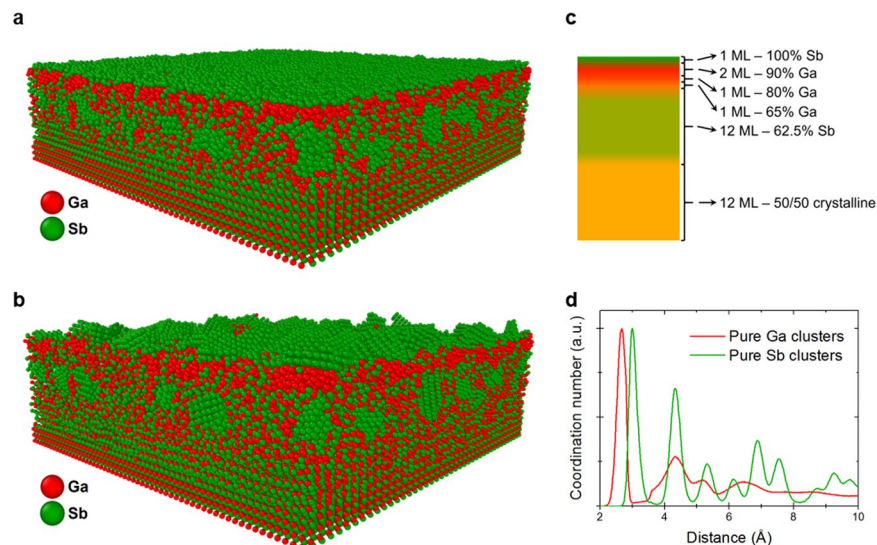 a
Ga
Sb
b
Ga
Sb
c
1 ML – 100% Sb
2 ML – 90% Ga
1 ML – 80% Ga
1 ML – 65% Ga
12 ML – 62.5% Sb
12 ML – 50/50 crystalline
d
Coordination number (a.u.)
Pure Ga clusters
Pure Sb clusters
2 4 6 8 10
Distance (Å)